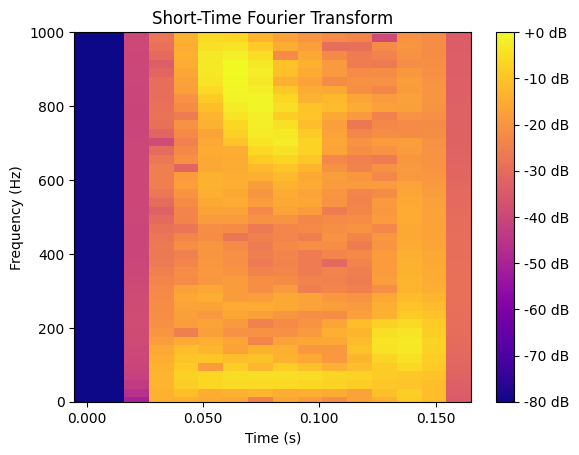 Short-Time Fourier Transform
1000
800
600
400
200
0
Frequency (Hz)
0.000
0.050
0.100
0.150
Time (s)
+0 dB
-10 dB
-20 dB
-30 dB
-40 dB
-50 dB
-60 dB
-70 dB
-80 dB